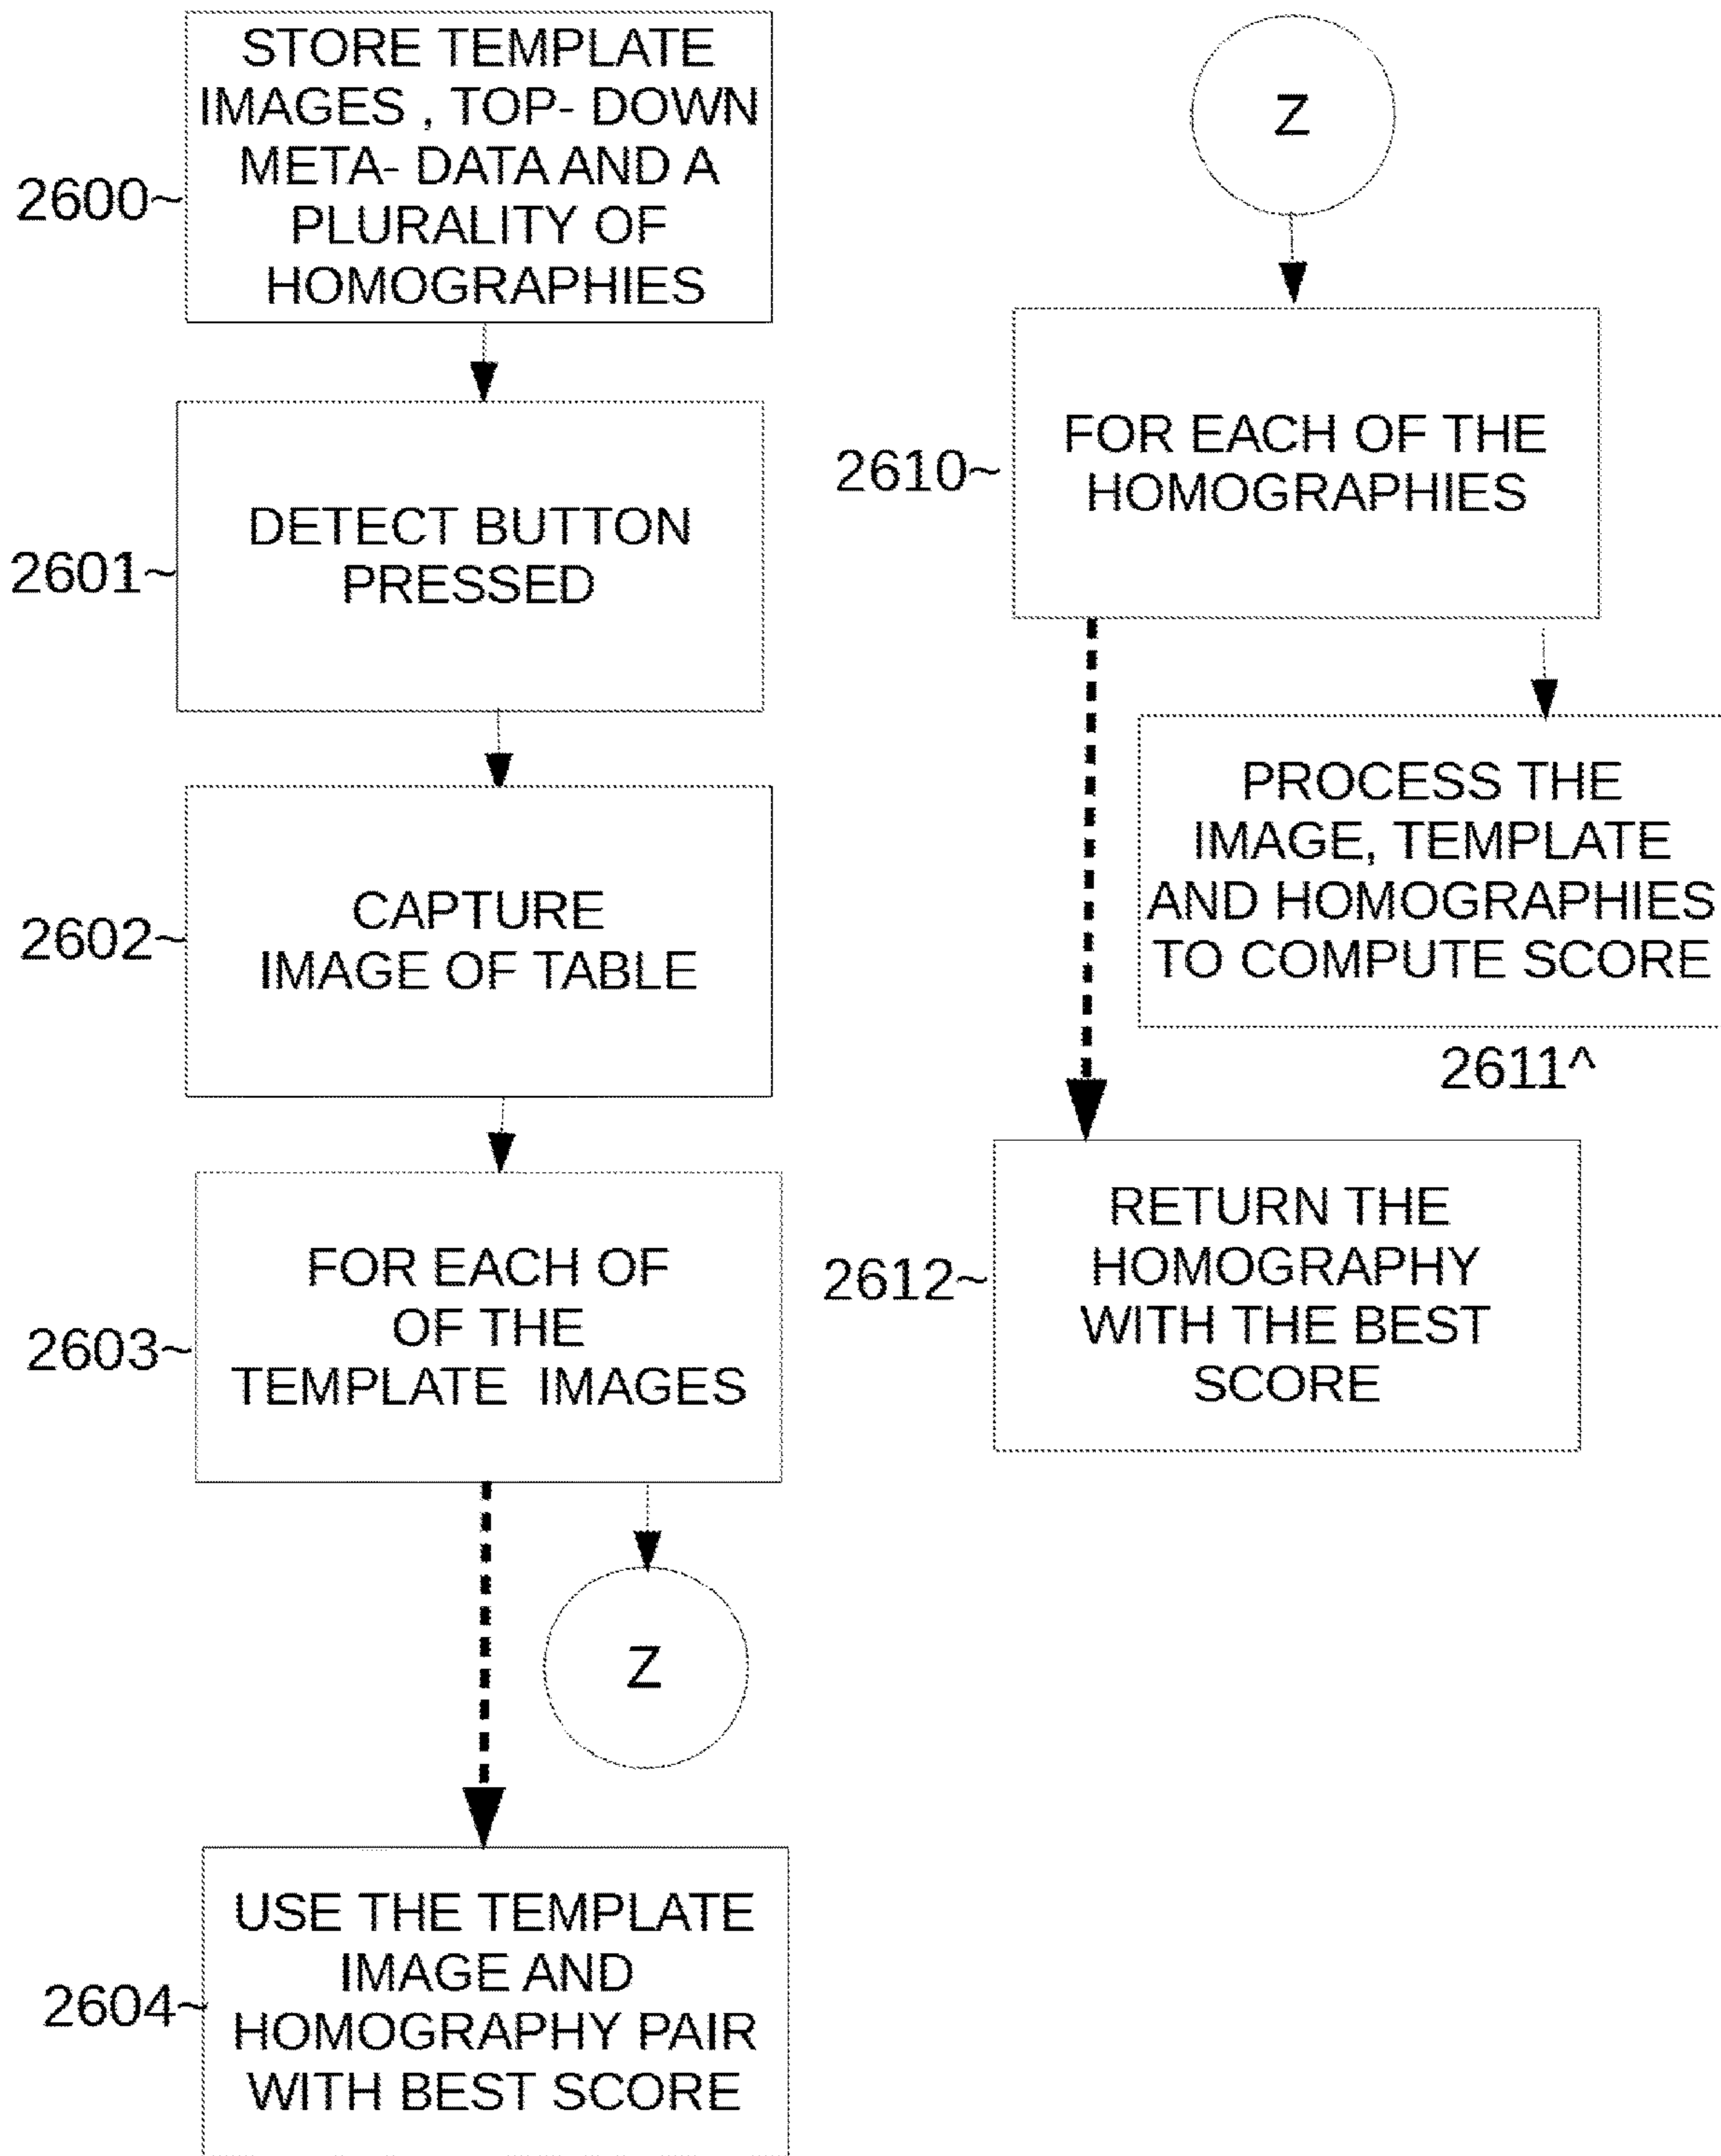 STORE TEMPLATE
IMAGES , TOP- DOWN
META- DATA AND A
PLURALITY OF
HOMOGRAPHIES
2600~
DETECT BUTTON
PRESSED
2601~
CAPTURE
IMAGE OF TABLE
2602~
FOR EACH OF
OF THE
TEMPLATE IMAGES
2603~
Z
USE THE TEMPLATE
IMAGE AND
HOMOGRAPHY PAIR
WITH BEST SCORE
2604~
Z
FOR EACH OF THE
HOMOGRAPHIES
2610~
PROCESS THE
IMAGE, TEMPLATE
AND HOMOGRAPHIES
TO COMPUTE SCORE
2611^
RETURN THE
HOMOGRAPHY
WITH THE BEST
SCORE
2612~